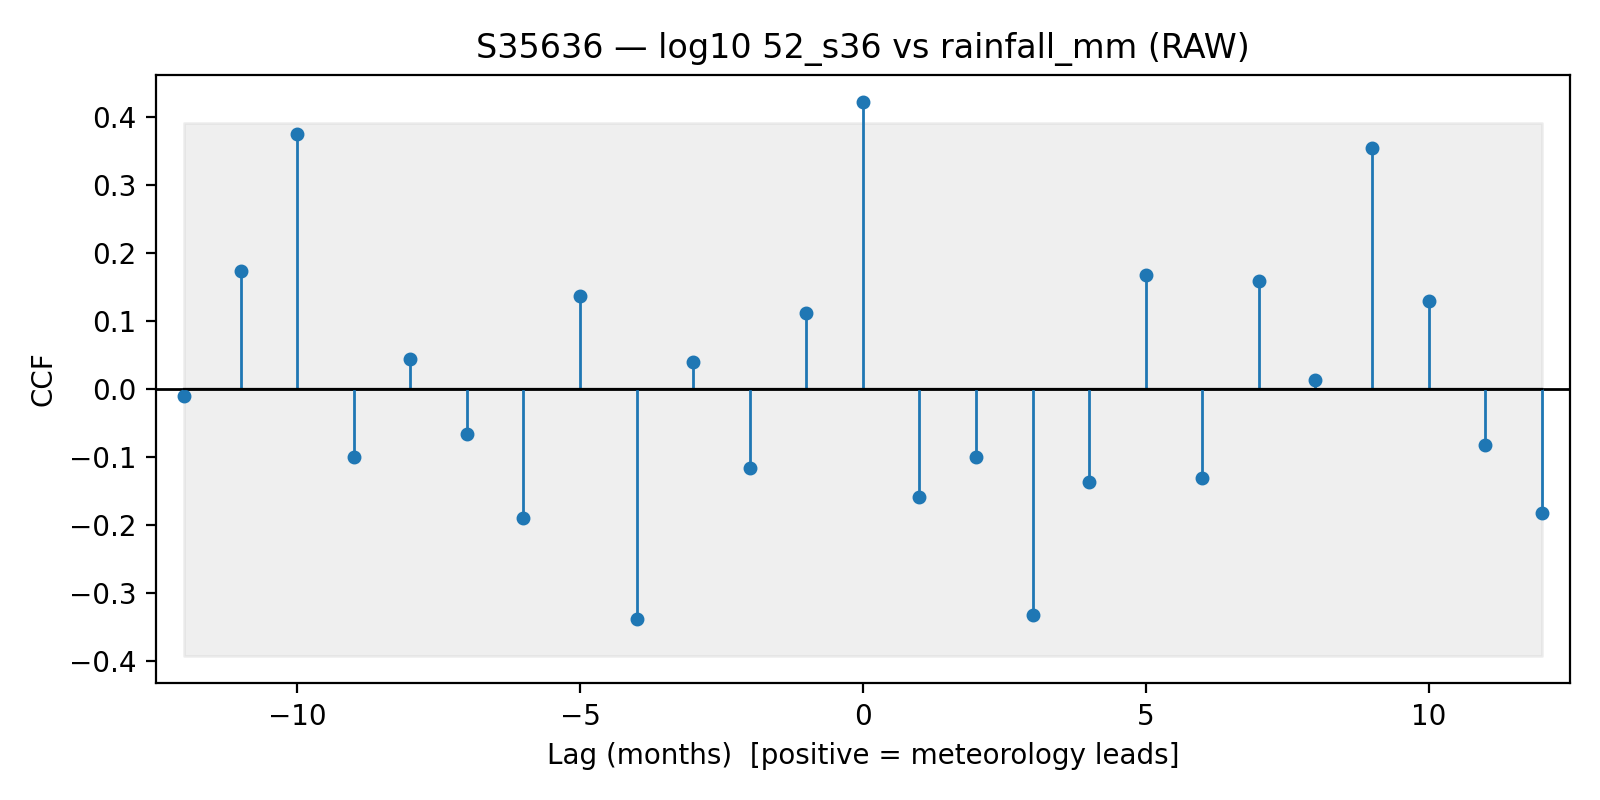 S35636 — log10 52_s36 vs rainfall_mm (RAW)
CCF
0.4
0.3
0.2
0.1
0.0
−0.1
−0.2
−0.3
−0.4
−10 −5 0 5 10
Lag (months)  [positive = meteorology leads]